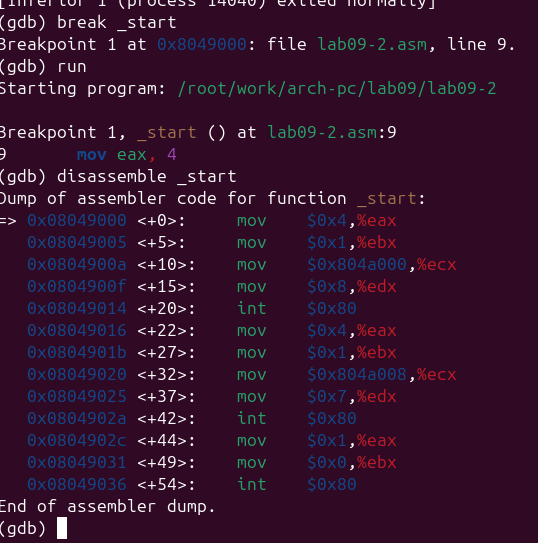 [Inferior 1 (process 14040) exited normally]
(gdb) break _start
Breakpoint 1 at 0x8049000: file lab09-2.asm, line 9.
(gdb) run
Starting program: /root/work/arch-pc/lab09/lab09-2
Breakpoint 1, _start () at lab09-2.asm:9
9       mov eax, 4
(gdb) disassemble _start
Dump of assembler code for function _start:
=> 0x08049000 <+0>:     mov    $0x4,%eax
   0x08049005 <+5>:     mov    $0x1,%ebx
   0x0804900a <+10>:    mov    $0x804a000,%ecx
   0x0804900f <+15>:    mov    $0x8,%edx
   0x08049014 <+20>:    int    $0x80
   0x08049016 <+22>:    mov    $0x4,%eax
   0x0804901b <+27>:    mov    $0x1,%ebx
   0x08049020 <+32>:    mov    $0x804a008,%ecx
   0x08049025 <+37>:    mov    $0x7,%edx
   0x0804902a <+42>:    int    $0x80
   0x0804902c <+44>:    mov    $0x1,%eax
   0x08049031 <+49>:    mov    $0x0,%ebx
   0x08049036 <+54>:    int    $0x80
End of assembler dump.
(gdb)